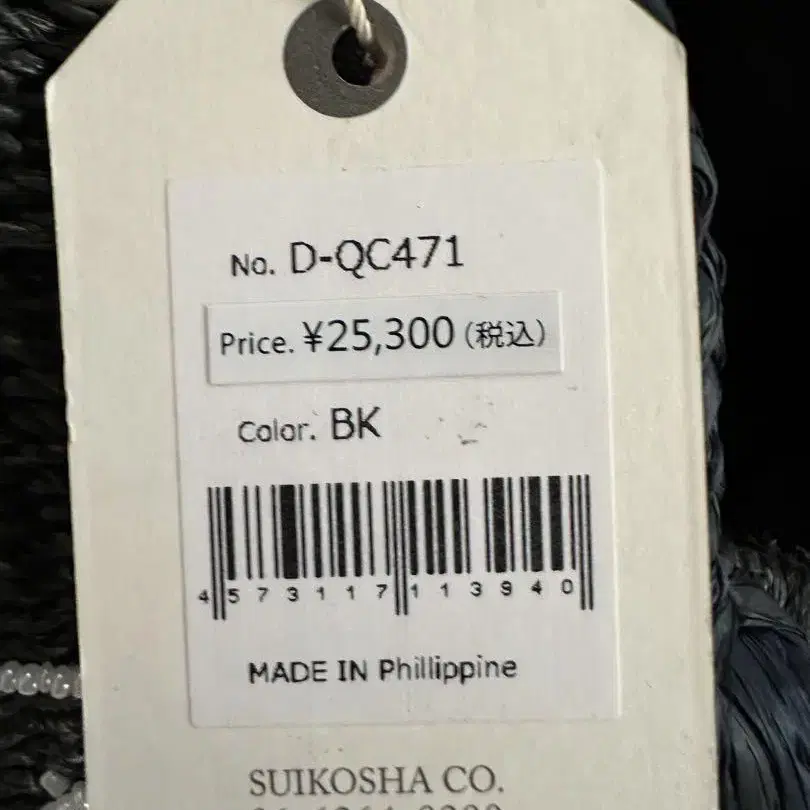 No. D-QC471
Price. ¥25,300 (税込)
Color. BK
4 573117 113940
MADE IN Phillippine
SUIKOSHA CO.